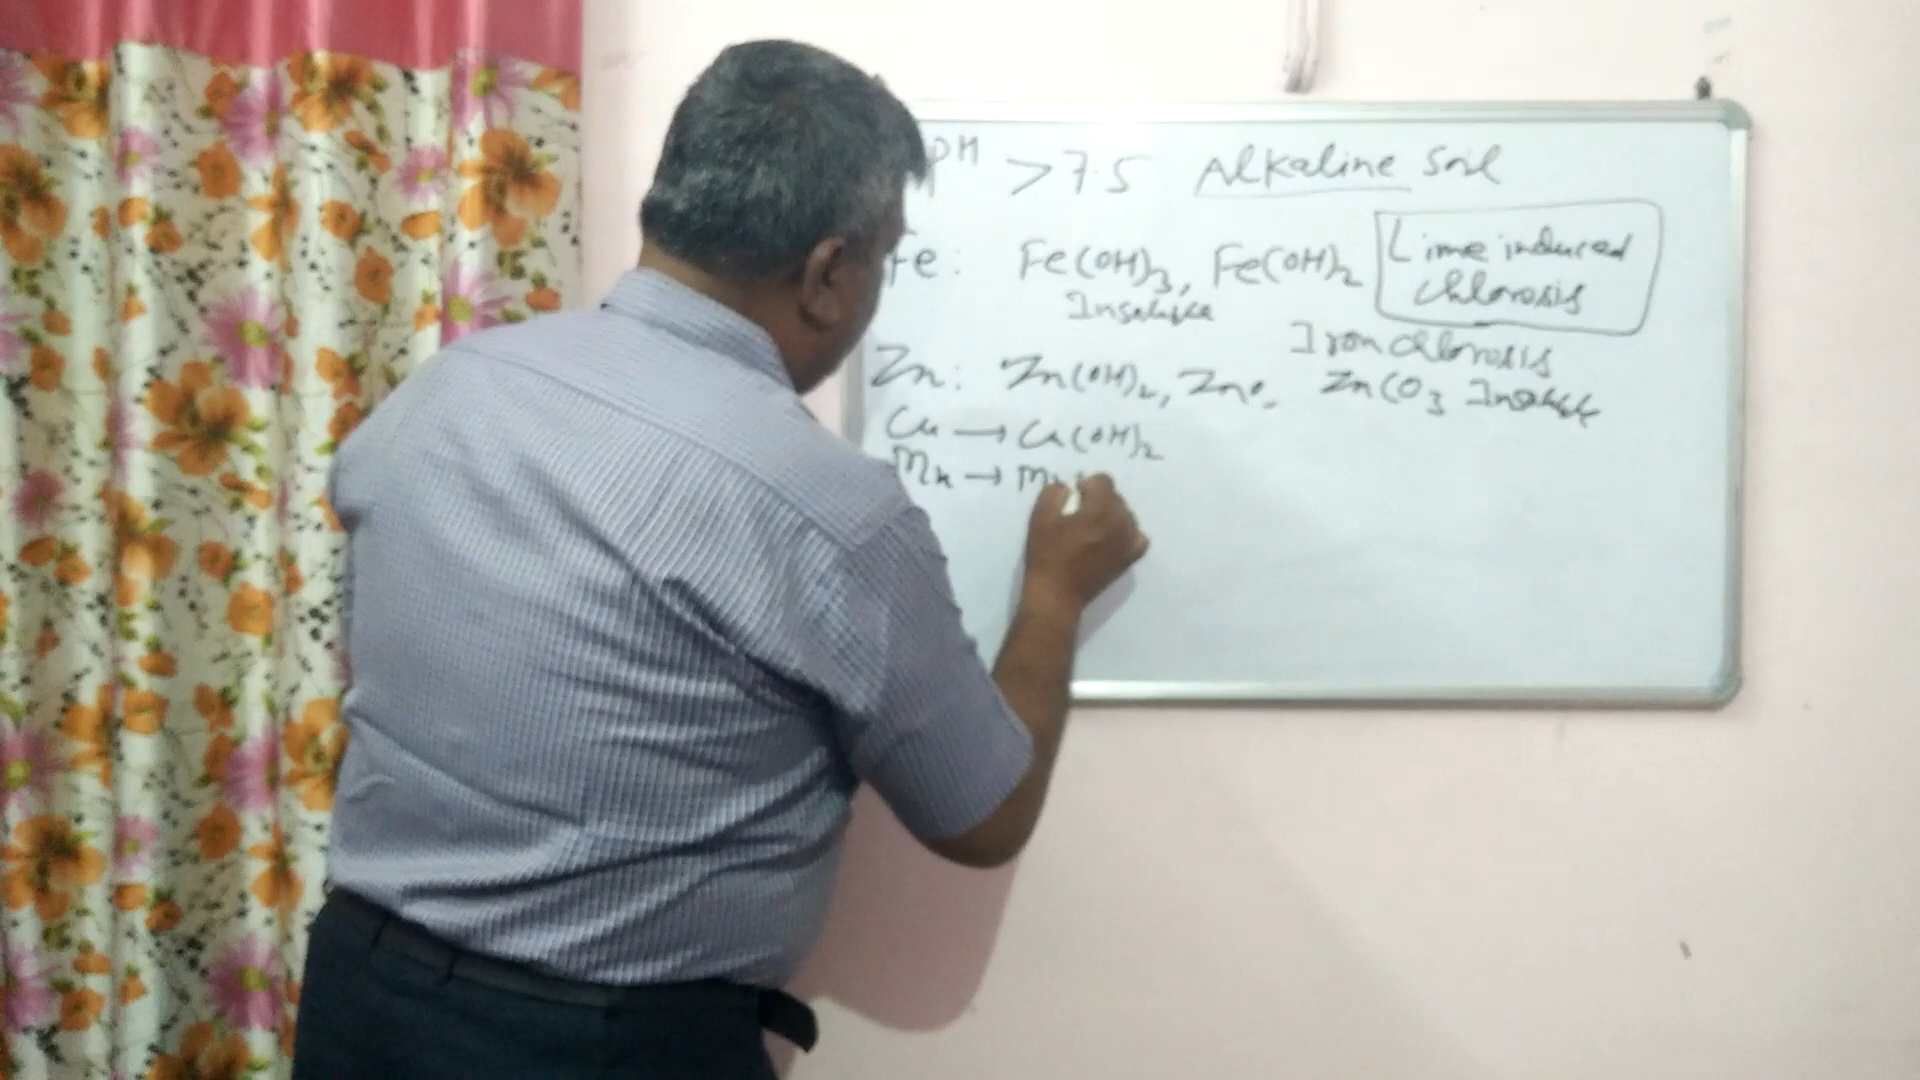 pH > 7.5 Alkaline Soil
Fe: Fe(OH)3, Fe(OH)2
Lime induced
chlorosis
Insoluble
Iron chlorosis
Zn: Zn(OH)2, ZnO, ZnCO3 Insoluble
Cu → Cu(OH)2
Mn → Mn